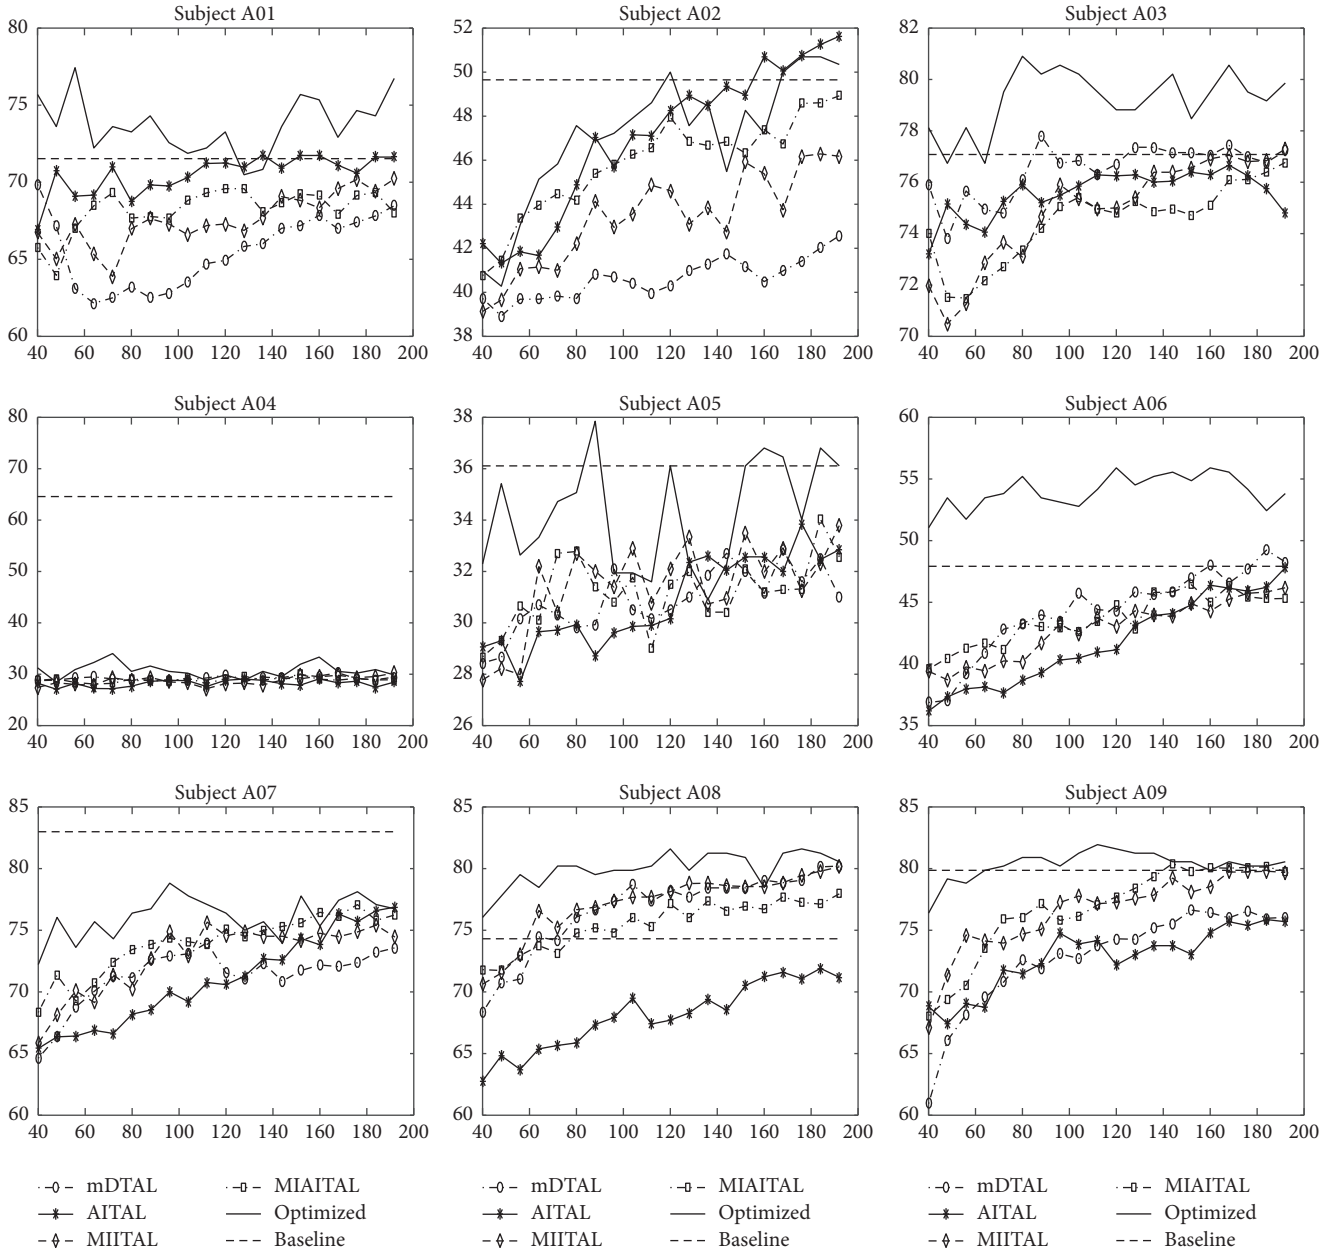 Subject A01
Subject A02
Subject A03
80
75
70
65
60
40 60 80 100 120 140 160 180 200
52
50
48
46
44
42
40
38
40 60 80 100 120 140 160 180 200
82
80
78
76
74
72
70
40 60 80 100 120 140 160 180 200
Subject A04
Subject A05
Subject A06
80
70
60
50
40
30
20
40 60 80 100 120 140 160 180 200
38
36
34
32
30
28
26
40 60 80 100 120 140 160 180 200
60
55
50
45
40
35
40 60 80 100 120 140 160 180 200
Subject A07
Subject A08
Subject A09
85
80
75
70
65
60
40 60 80 100 120 140 160 180 200
85
80
75
70
65
60
40 60 80 100 120 140 160 180 200
85
80
75
70
65
60
40 60 80 100 120 140 160 180 200
mDTAL
AITAL
MIITAL
MIAITAL
Optimized
Baseline
mDTAL
AITAL
MIITAL
MIAITAL
Optimized
Baseline
mDTAL
AITAL
MIITAL
MIAITAL
Optimized
Baseline